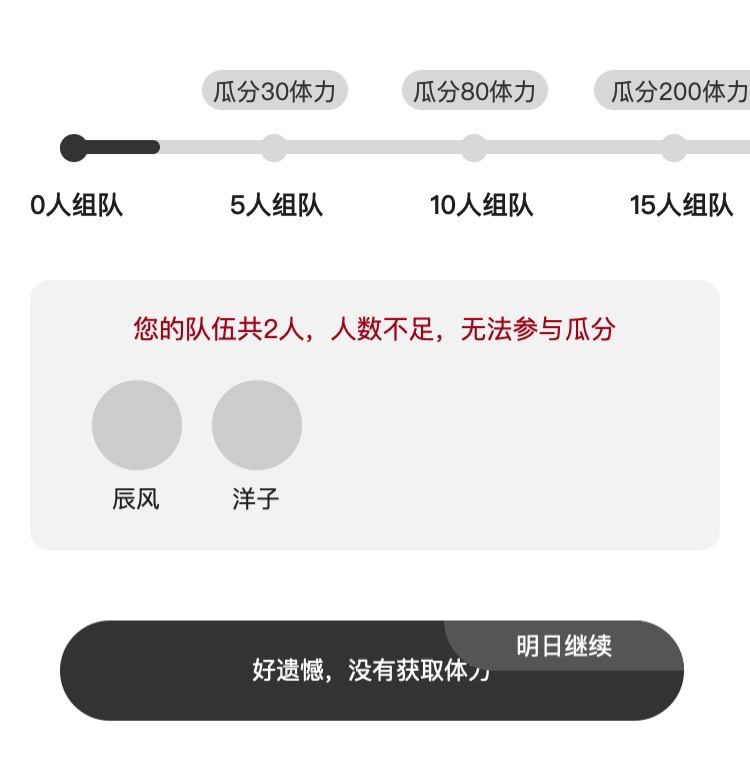 瓜分30体力 瓜分80体力 瓜分200体力
0人组队 5人组队 10人组队 15人组队
您的队伍共2人，人数不足，无法参与瓜分
辰风 洋子
明日继续
好遗憾，没有获取体力